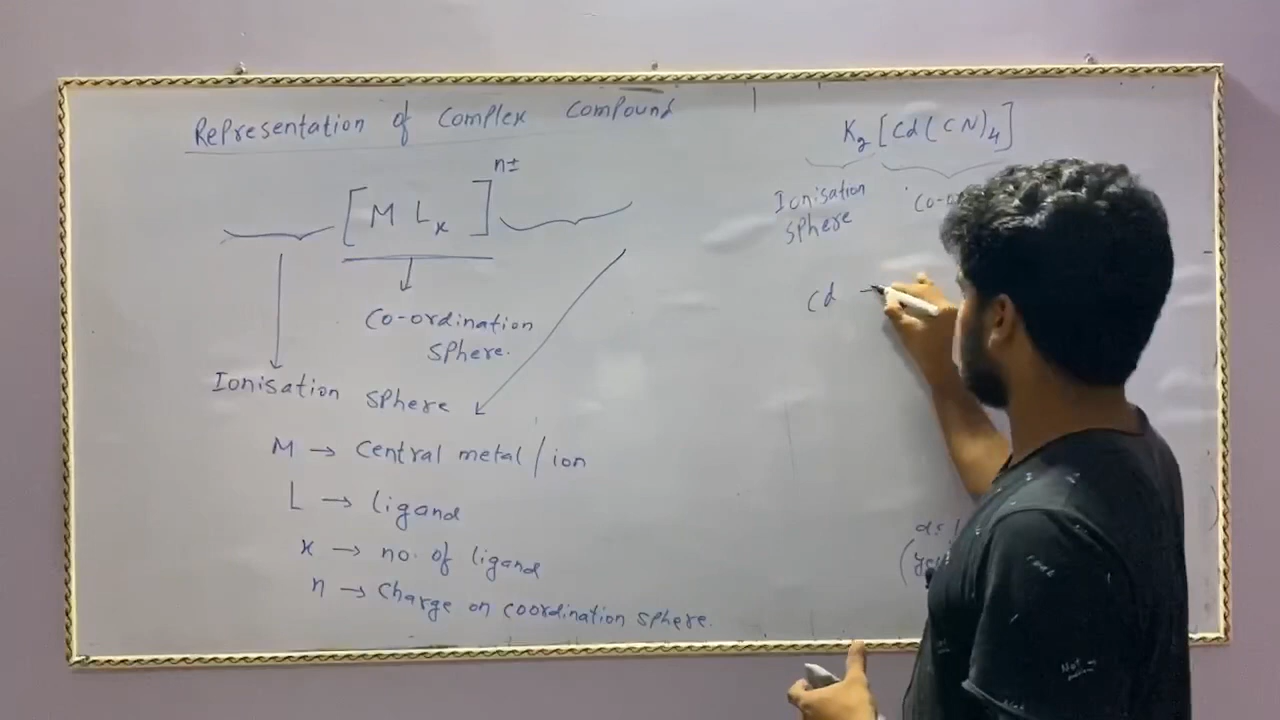 Representation of Complex Compound
[M Lx]n±
Co-ordination
Sphere.
Ionisation Sphere
M → Central metal/ion
L → ligand
x → no. of ligand
n → Charge on coordination sphere.
K2[Cd(CN)4]
Ionisation
Sphere
Cd →